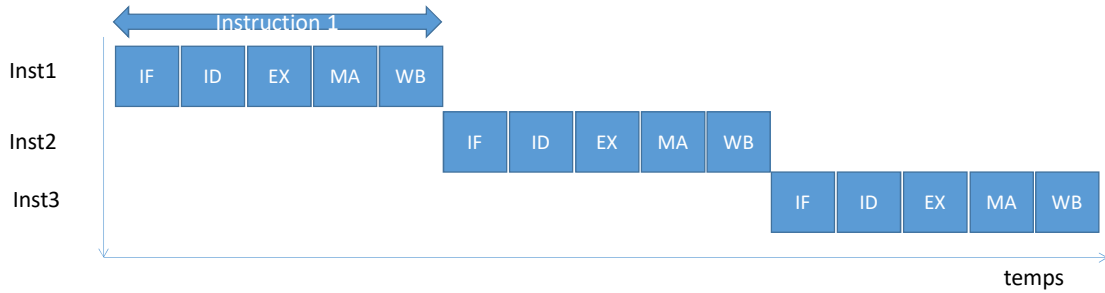 Instruction 1
Inst1 IF ID EX MA WB
Inst2 IF ID EX MA WB
Inst3 IF ID EX MA WB
temps